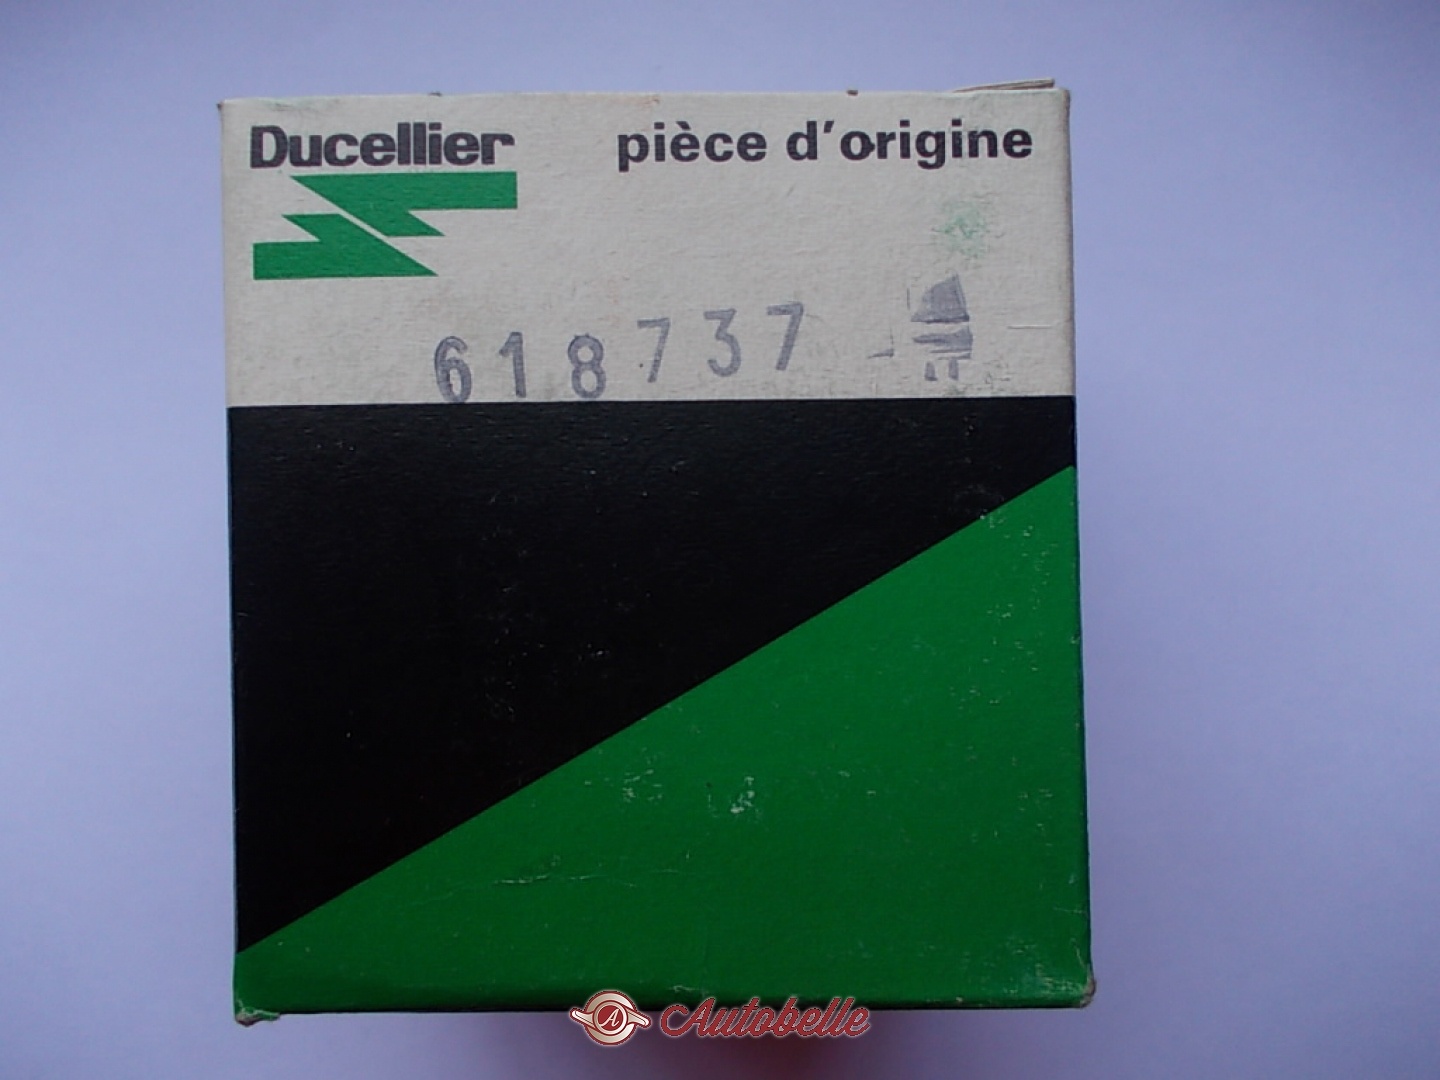 Ducellier pièce d'origine
618737
A Autobelle